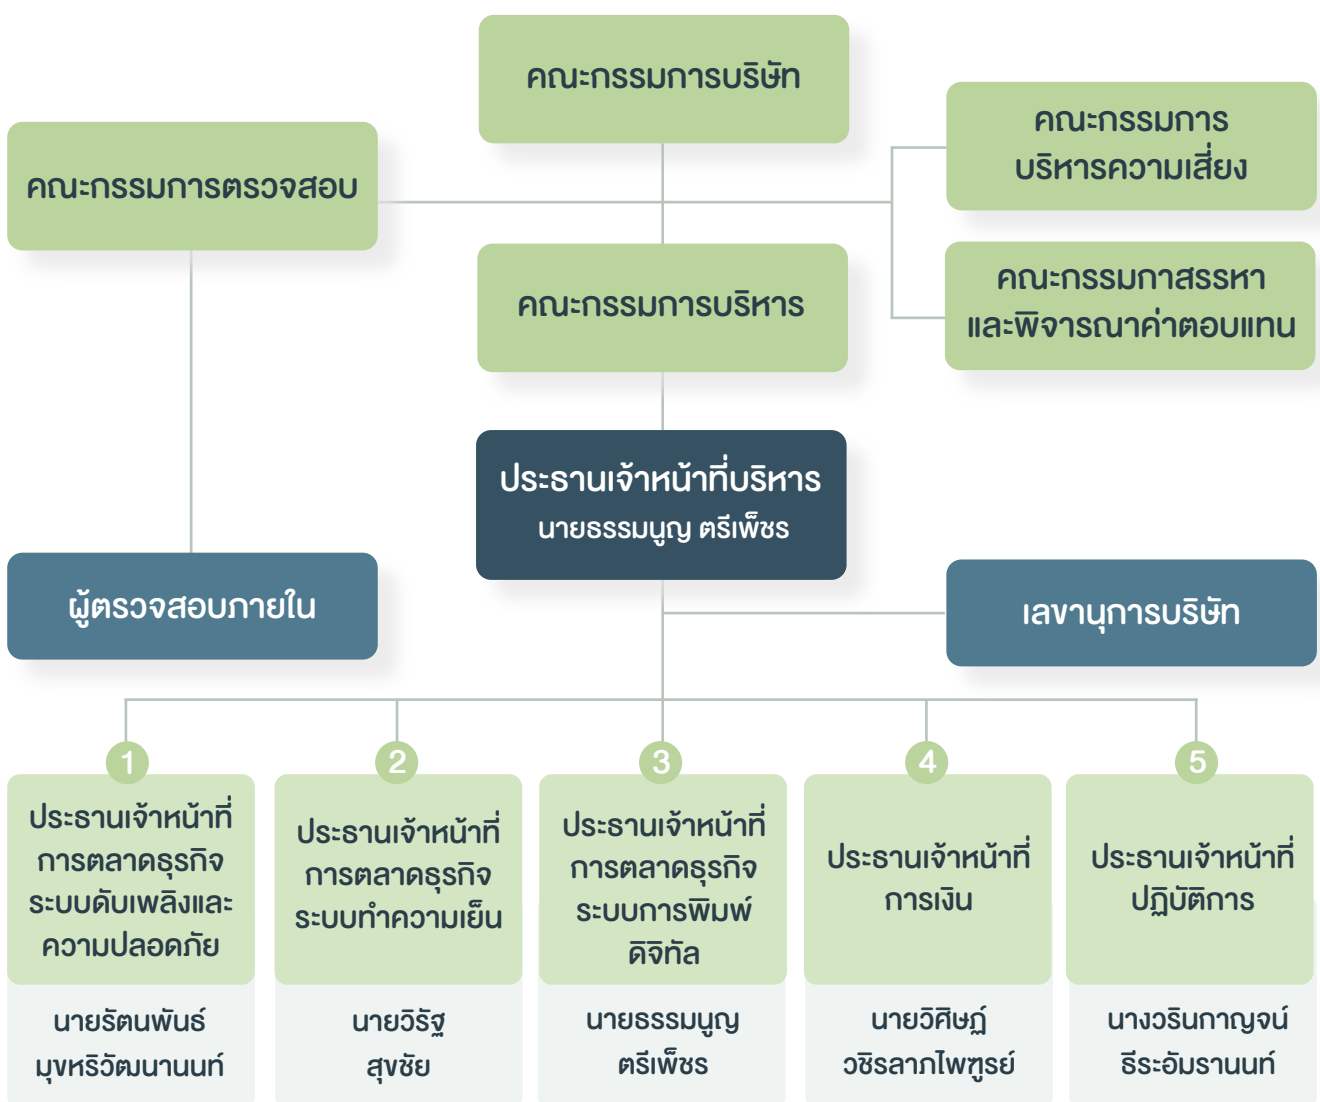 คณะกรรมการบริษัท
คณะกรรมการ
บริหารความเสี่ยง
คณะกรรมการตรวจสอบ
คณะกรรมกาสรรหา
และพิจารณาค่าตอบแทน
คณะกรรมการบริหาร
ประธานเจ้าหน้าที่บริหาร
นายธรรมนูญ ตรีเพ็ชร
ผู้ตรวจสอบภายใน
เลขานุการบริษัท
1
ประธานเจ้าหน้าที่
การตลาดธุรกิจ
ระบบดับเพลิงและ
ความปลอดภัย
นายรัตนพันธ์
มุขหริวัฒนานนท์
2
ประธานเจ้าหน้าที่
การตลาดธุรกิจ
ระบบทำความเย็น
นายวิรัฐ
สุขชัย
3
ประธานเจ้าหน้าที่
การตลาดธุรกิจ
ระบบการพิมพ์
ดิจิทัล
นายธรรมนูญ
ตรีเพ็ชร
4
ประธานเจ้าหน้าที่
การเงิน
นายวิศิษฏ์
วชิรลาภไพฑูรย์
5
ประธานเจ้าหน้าที่
ปฏิบัติการ
นางวรินกาญจน์
ธีระอัมรานนท์